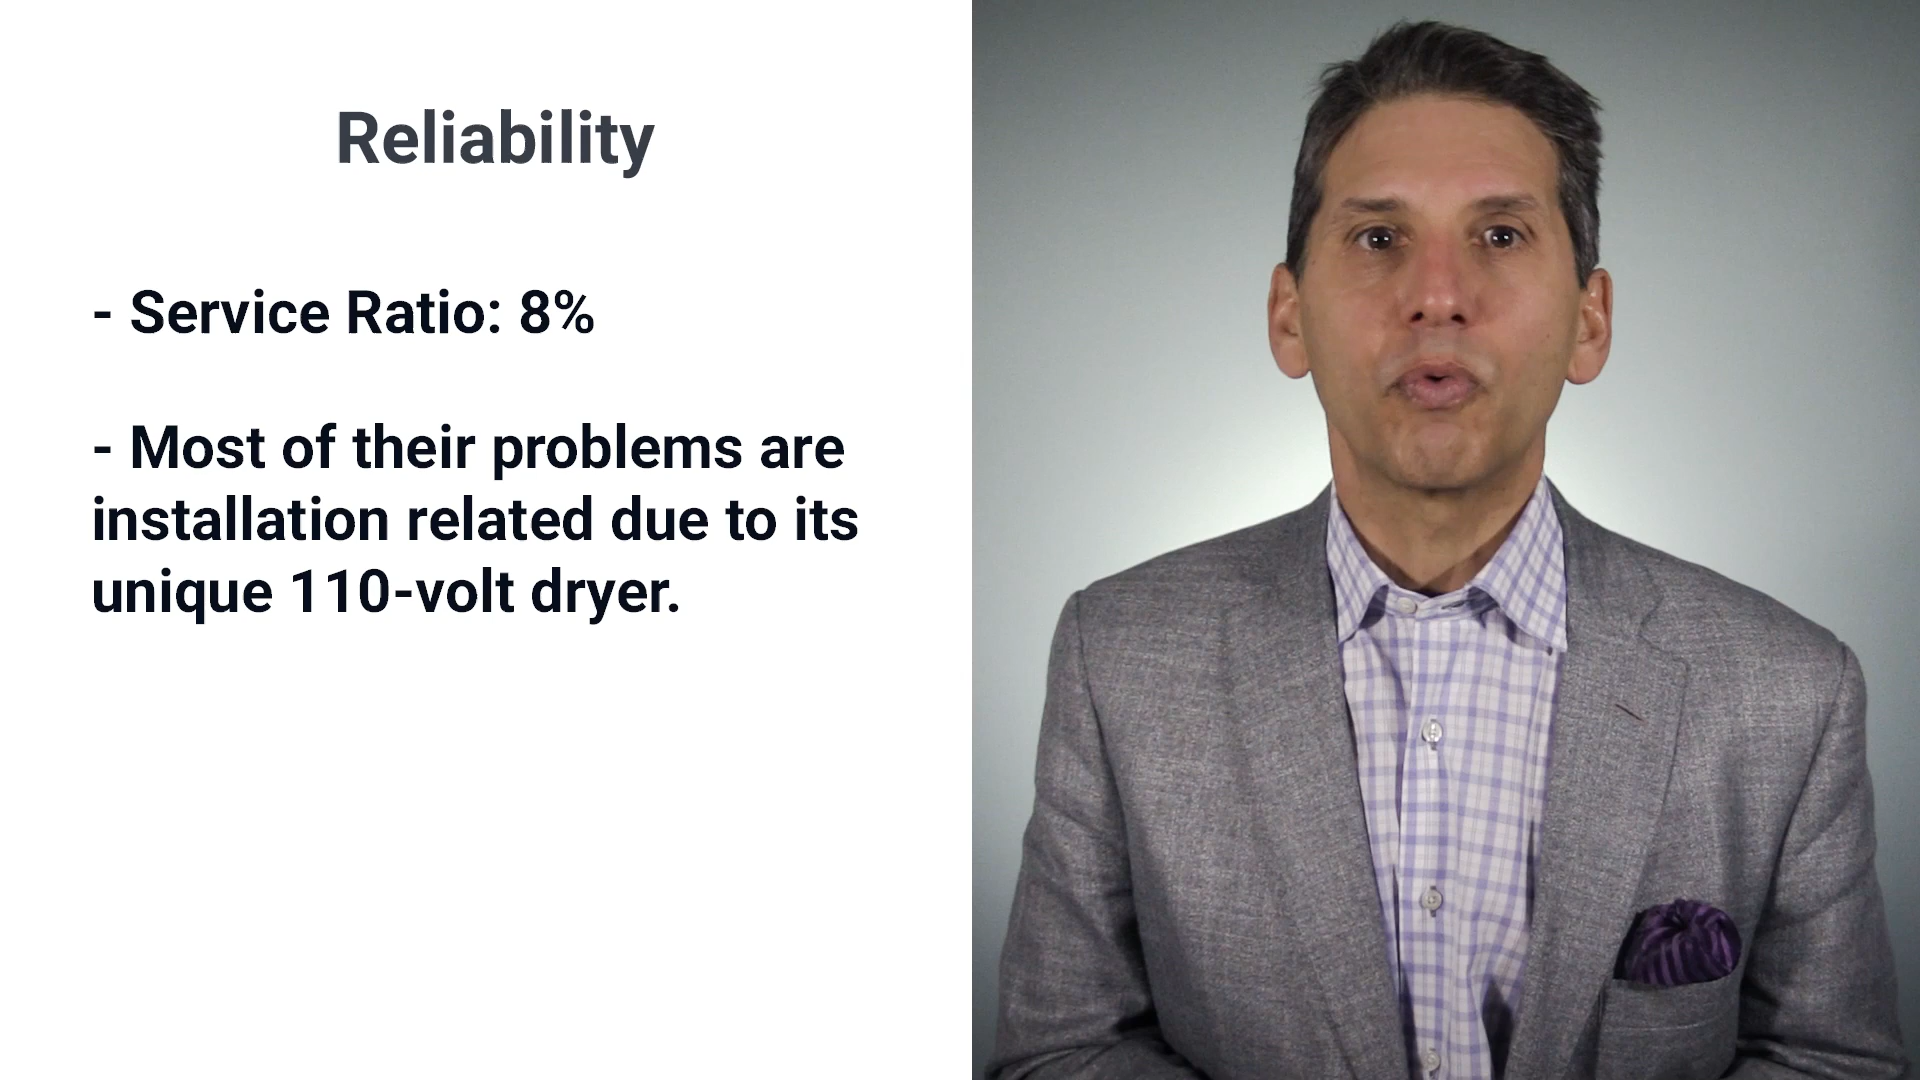 Reliability
- Service Ratio: 8%
- Most of their problems are
installation related due to its
unique 110-volt dryer.